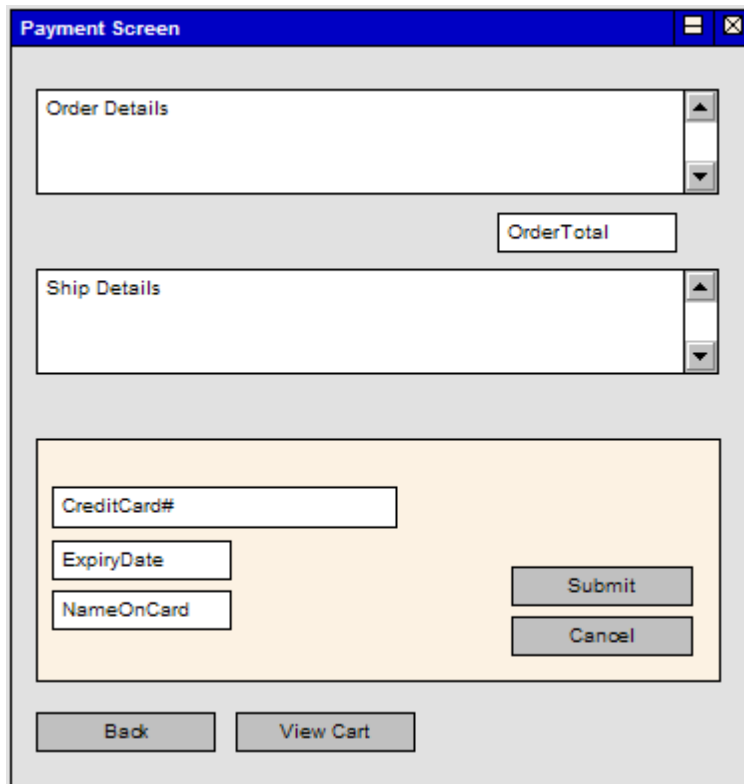 Payment Screen
Order Details
OrderTotal
Ship Details
CreditCard#
ExpiryDate
NameOnCard
Submit
Cancel
Back
View Cart